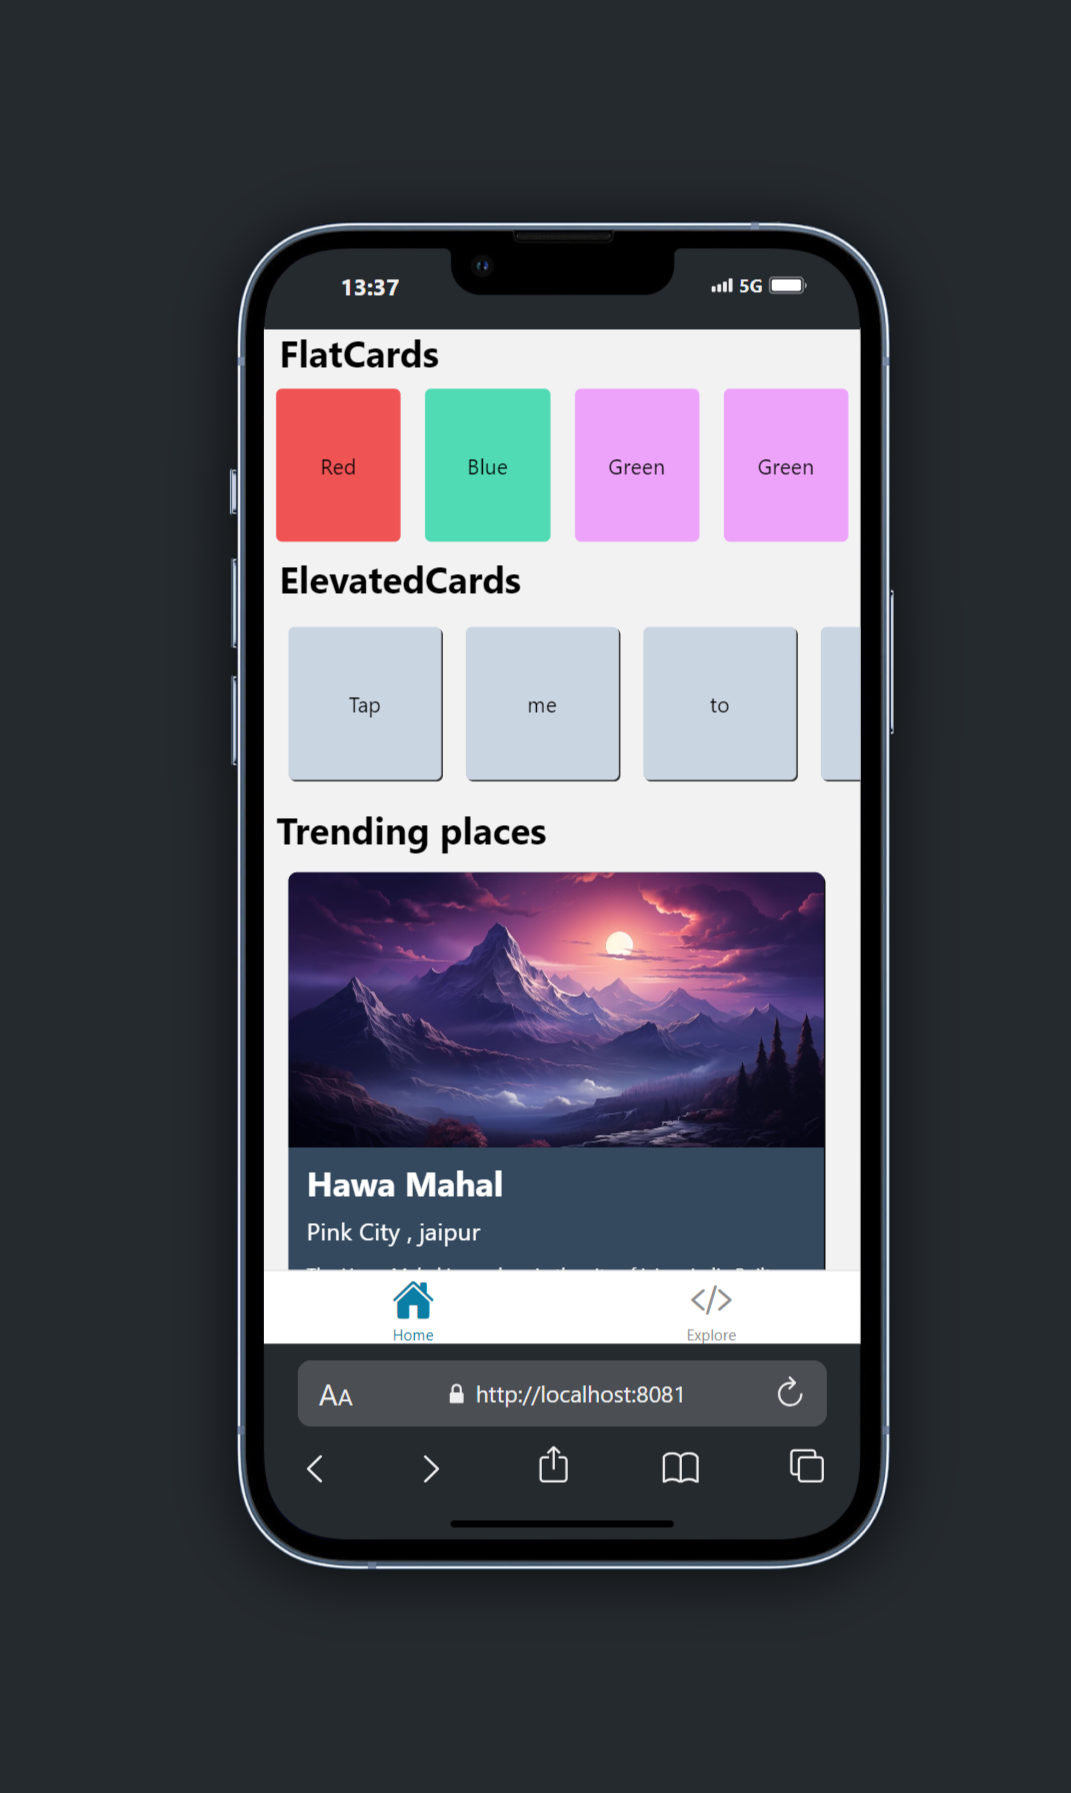 13:37 5G
FlatCards
Red Blue Green Green
ElevatedCards
Tap me to
Trending places
Hawa Mahal
Pink City , jaipur
Home Explore
AA http://localhost:8081